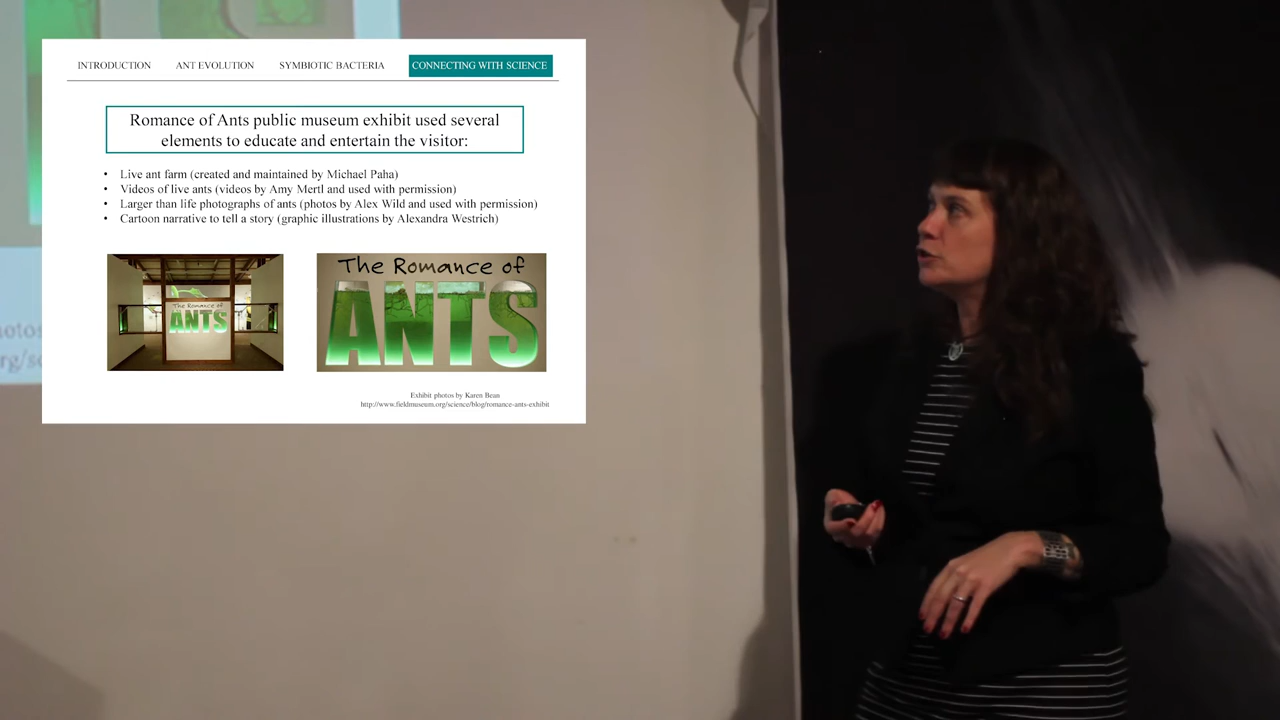 INTRODUCTION ANT EVOLUTION SYMBIOTIC BACTERIA CONNECTING WITH SCIENCE
Romance of Ants public museum exhibit used several
elements to educate and entertain the visitor:
• Live ant farm (created and maintained by Michael Paha)
• Videos of live ants (videos by Amy Mertl and used with permission)
• Larger than life photographs of ants (photos by Alex Wild and used with permission)
• Cartoon narrative to tell a story (graphic illustrations by Alexandra Westrich)
The Romance of
ANTS
The Romance of
ANTS
Exhibit photos by Karen Bean
http://www.fieldmuseum.org/science/blog/romance-ants-exhibit